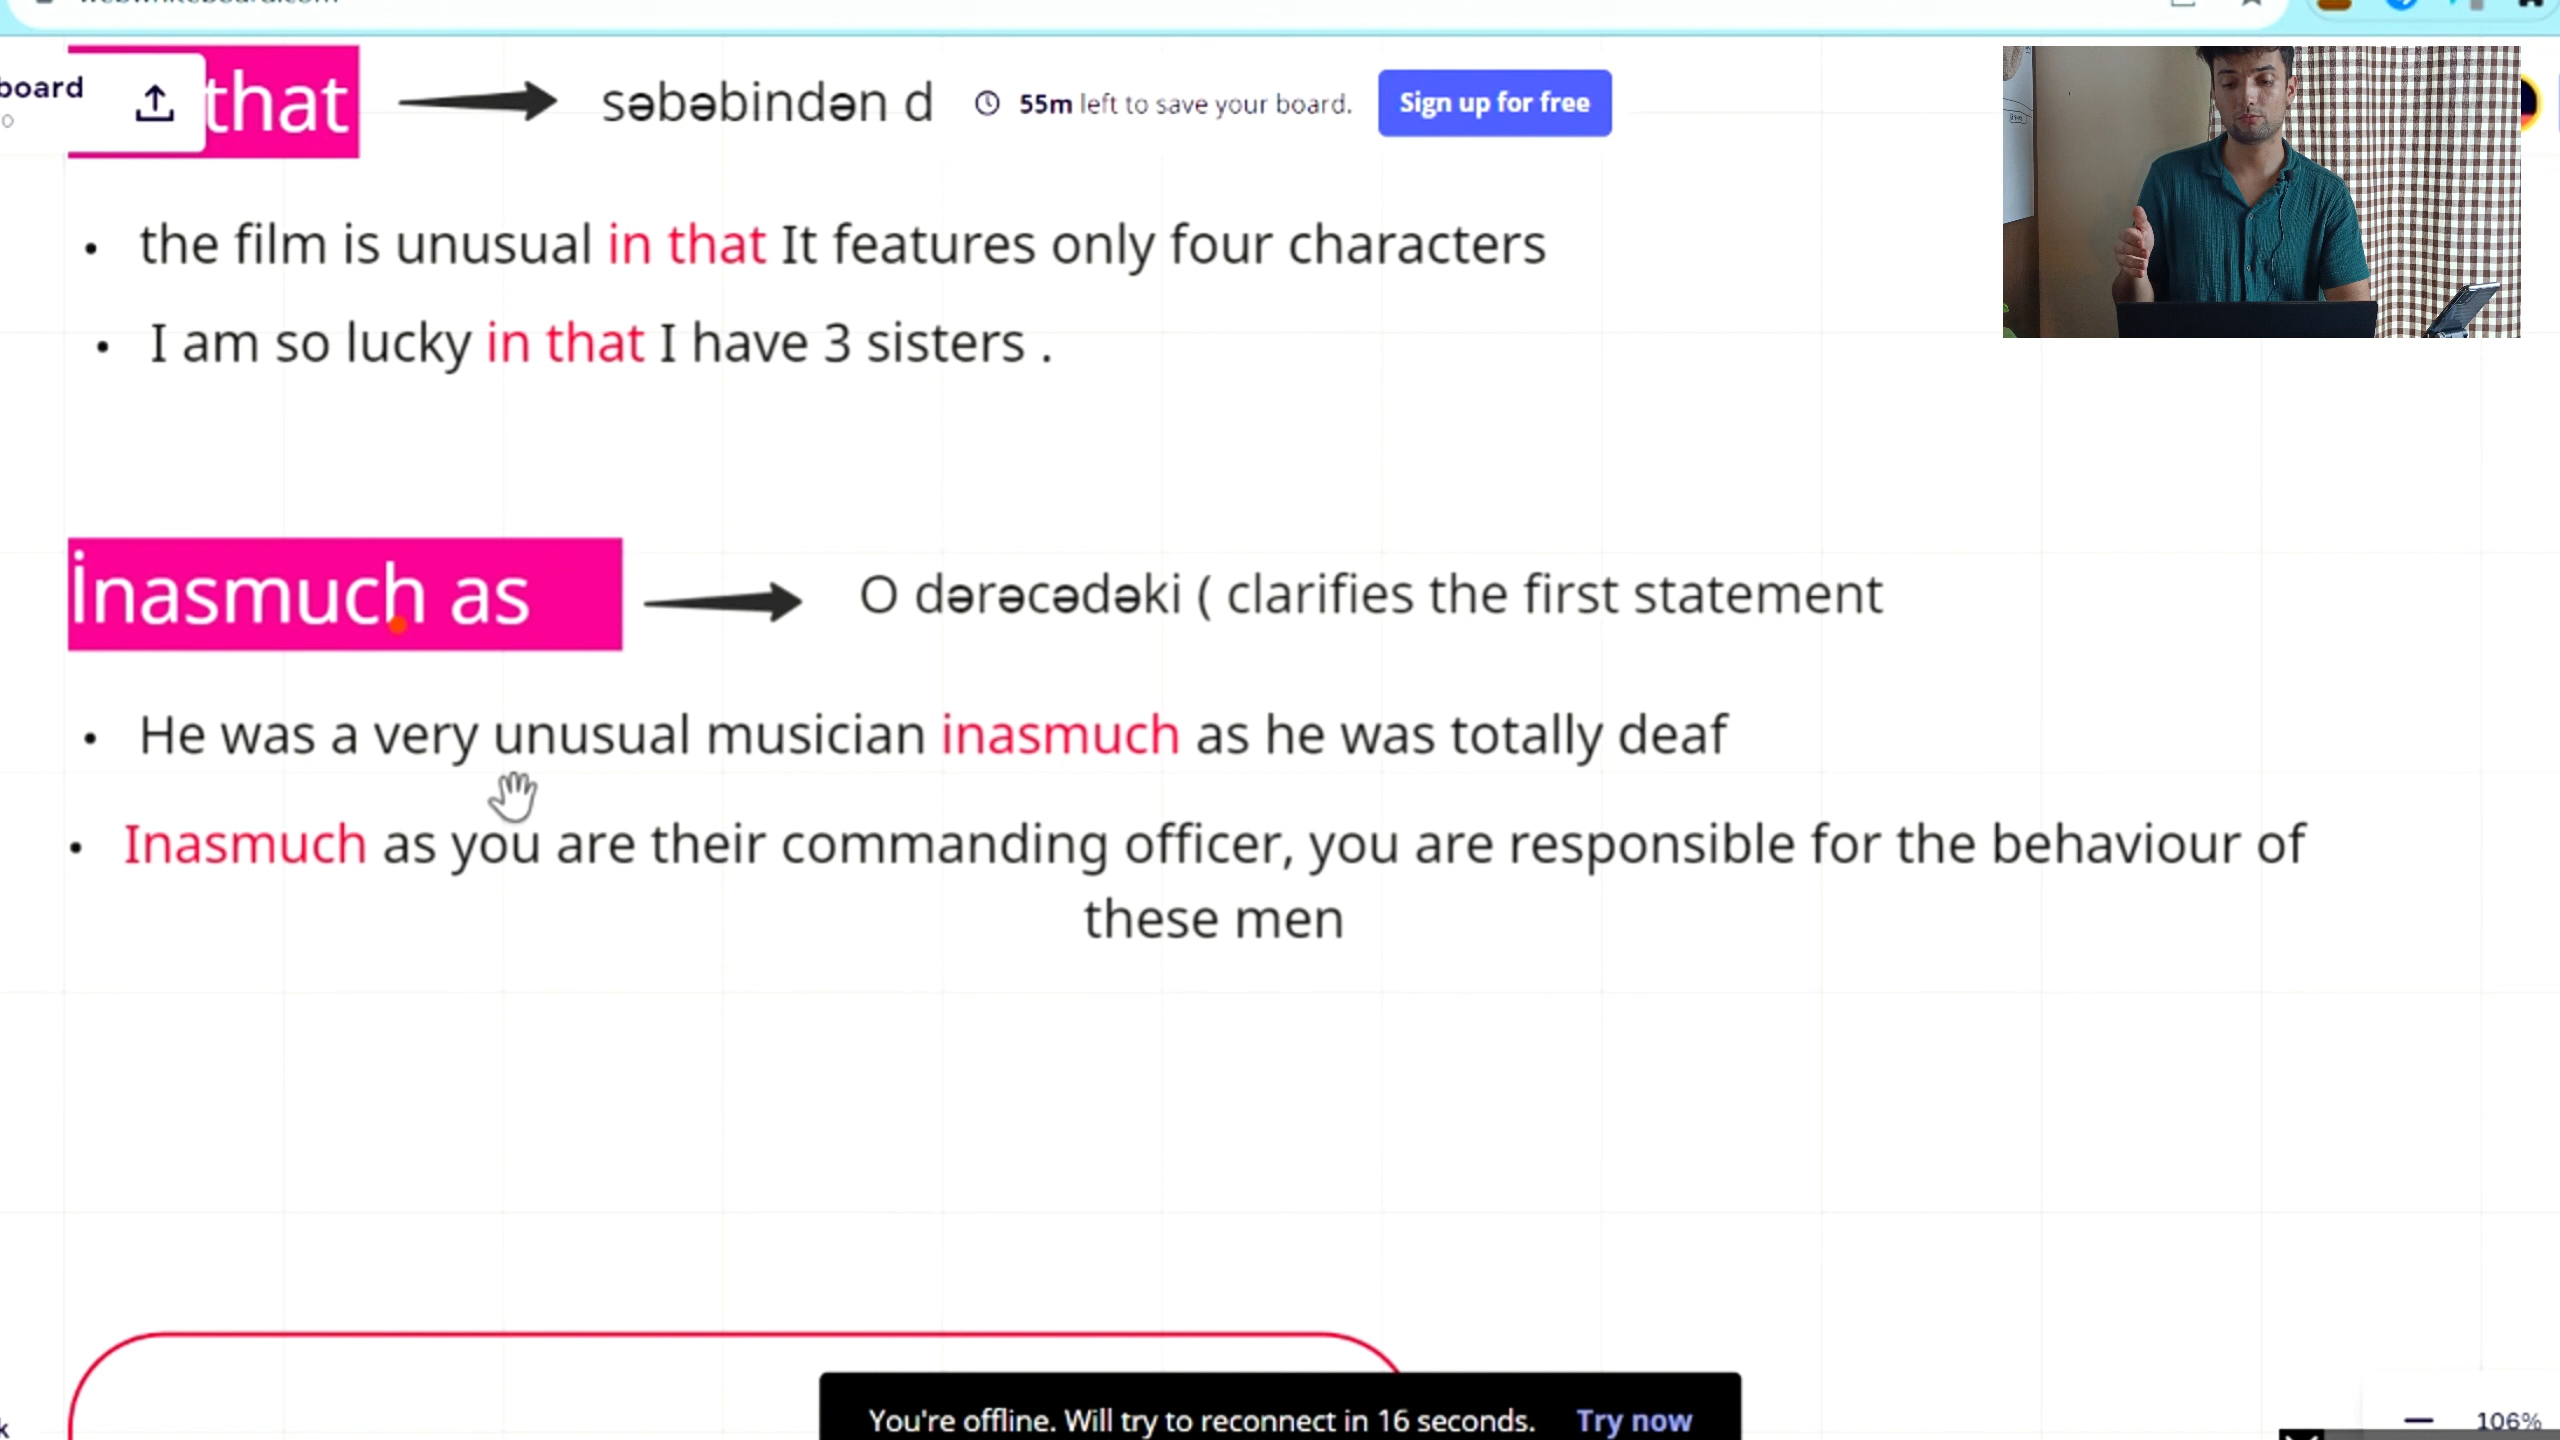 board
that
səbəbindən d
55m left to save your board.
Sign up for free
• the film is unusual in that It features only four characters
• I am so lucky in that I have 3 sisters .
İnasmuch as
O dərəcədəki ( clarifies the first statement
• He was a very unusual musician inasmuch as he was totally deaf
• Inasmuch as you are their commanding officer, you are responsible for the behaviour of
these men
You're offline. Will try to reconnect in 16 seconds. Try now
106%